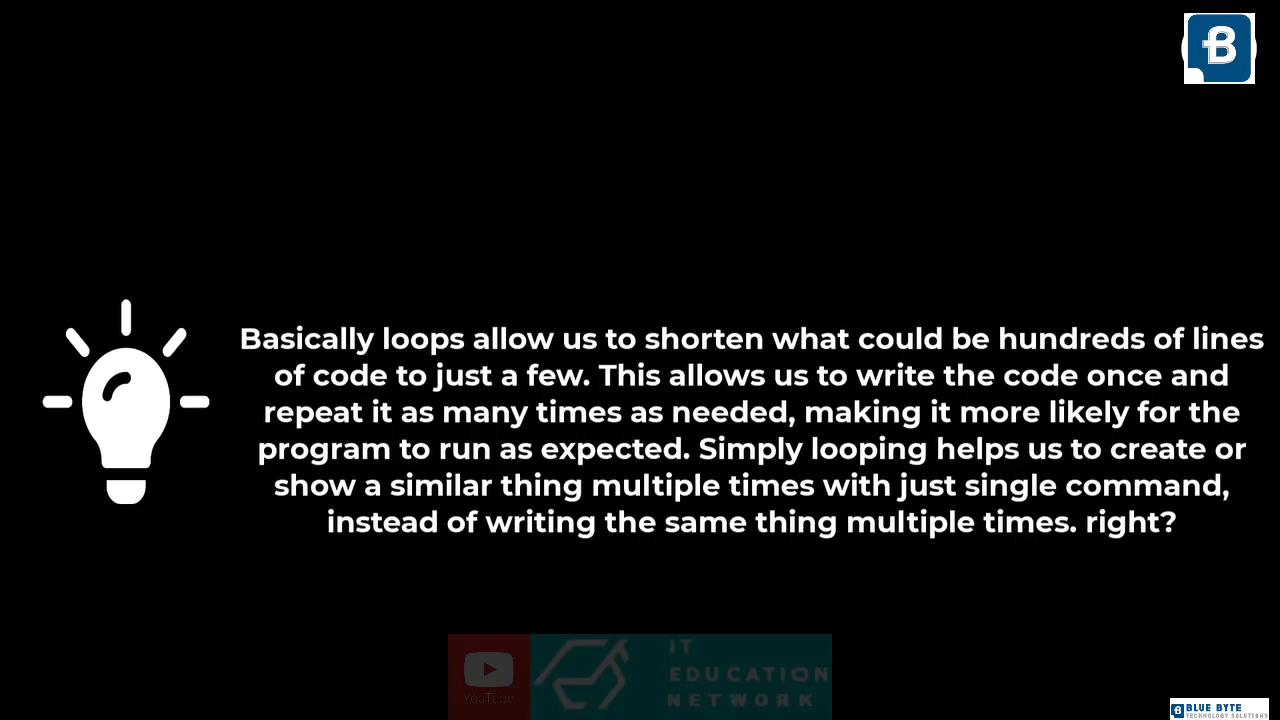 B
Basically loops allow us to shorten what could be hundreds of lines
of code to just a few. This allows us to write the code once and
repeat it as many times as needed, making it more likely for the
program to run as expected. Simply looping helps us to create or
show a similar thing multiple times with just single command,
instead of writing the same thing multiple times. right?
YouTube
IT
EDUCATION
NETWORK
BLUE BYTE
TECHNOLOGY SOLUTIONS